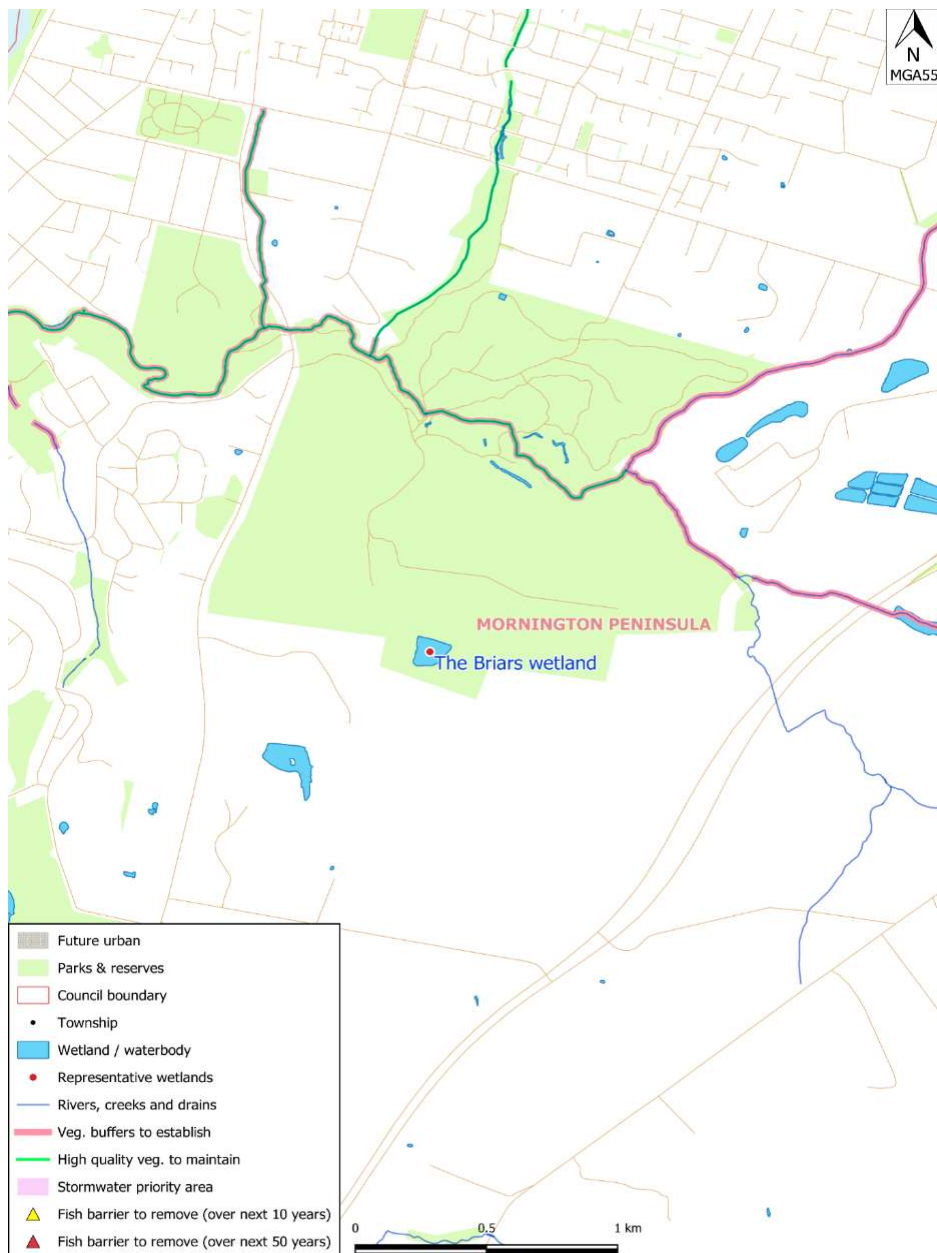 N
MGA55
MORNINGTON PENINSULA
The Briars wetland
Future urban
Parks & reserves
Council boundary
Township
Wetland / waterbody
Representative wetlands
Rivers, creeks and drains
Veg. buffers to establish
High quality veg. to maintain
Stormwater priority area
Fish barrier to remove (over next 10 years)
Fish barrier to remove (over next 50 years)
0 0.5 1 km